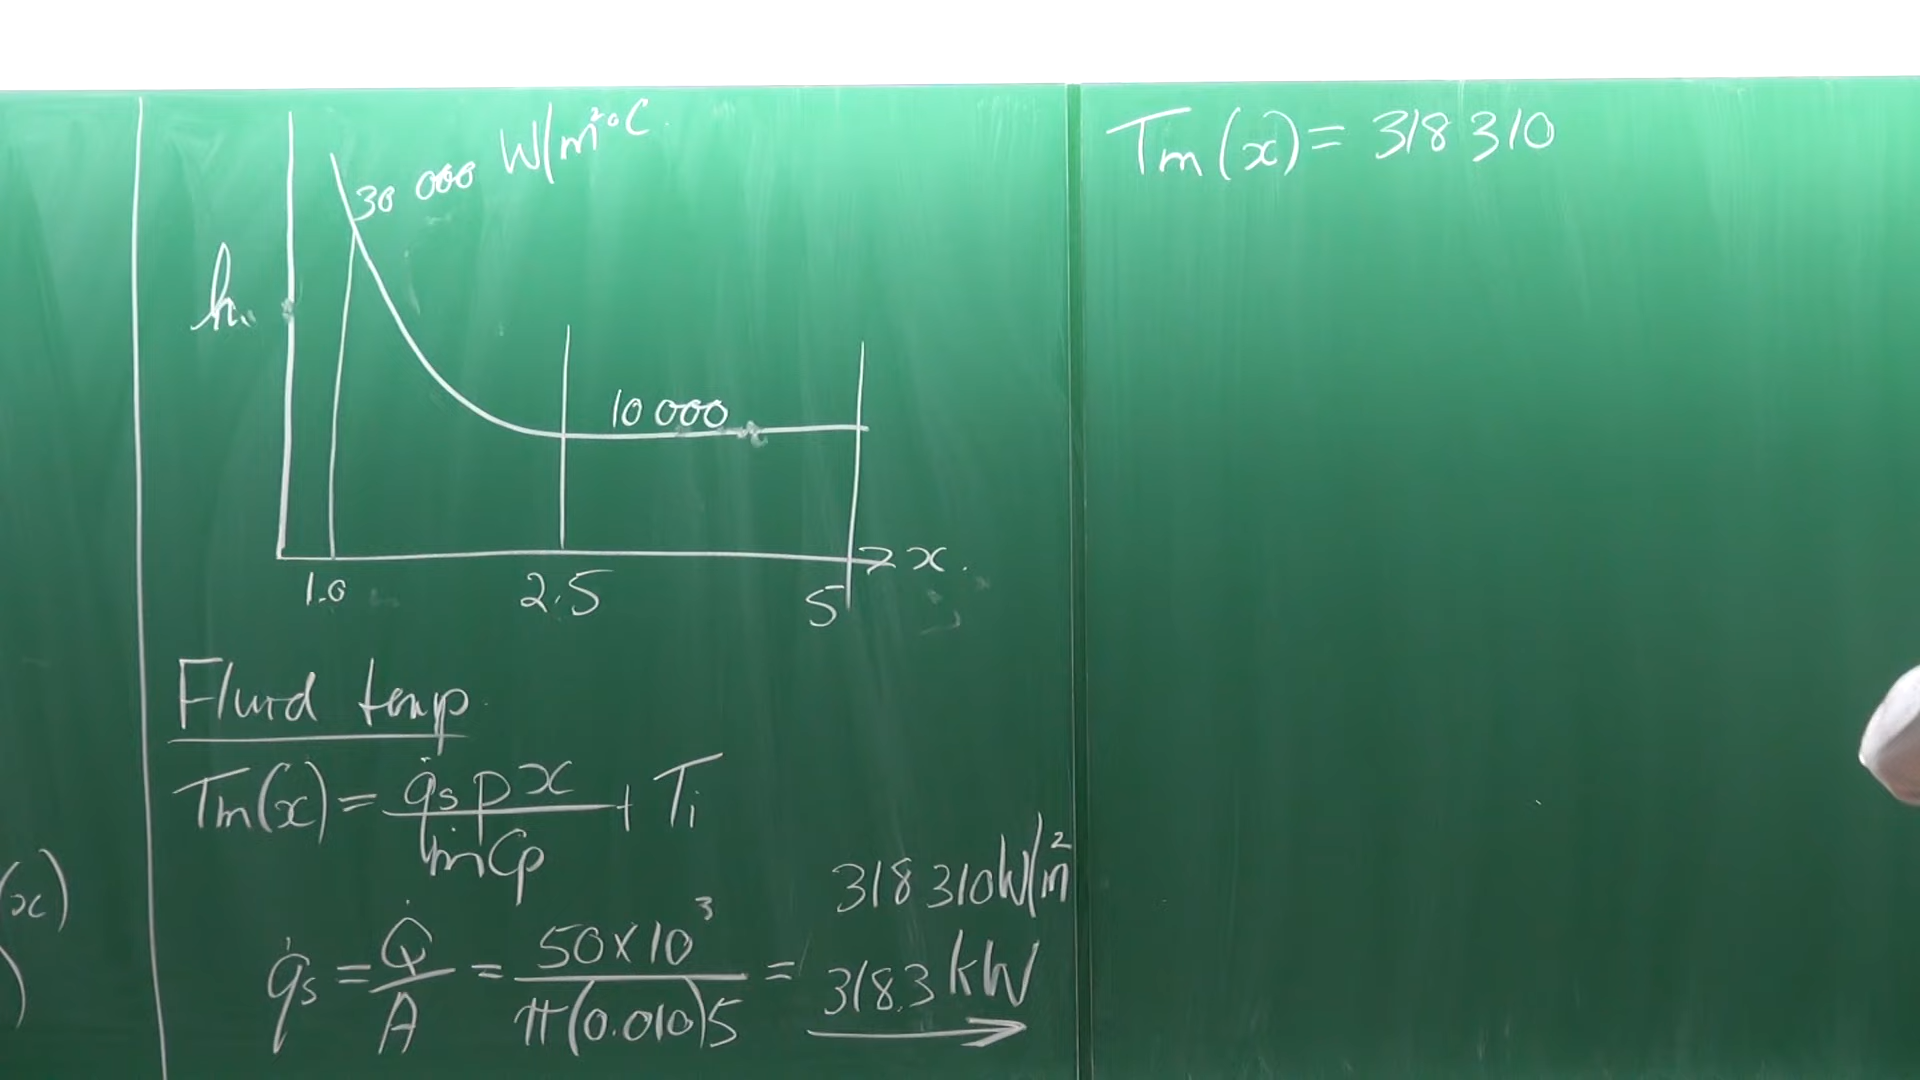 30 000 W/m²°C
h
10 000
x
1.0 2.5 5
Fluid temp
Tm(x) = q̇s p x / ṁCp + Ti
318 310 W/m²
q̇s = Q̇/A = 50×10³ / π(0.010)5 = 318.3 kW
(x)
Tm(x) = 318 310